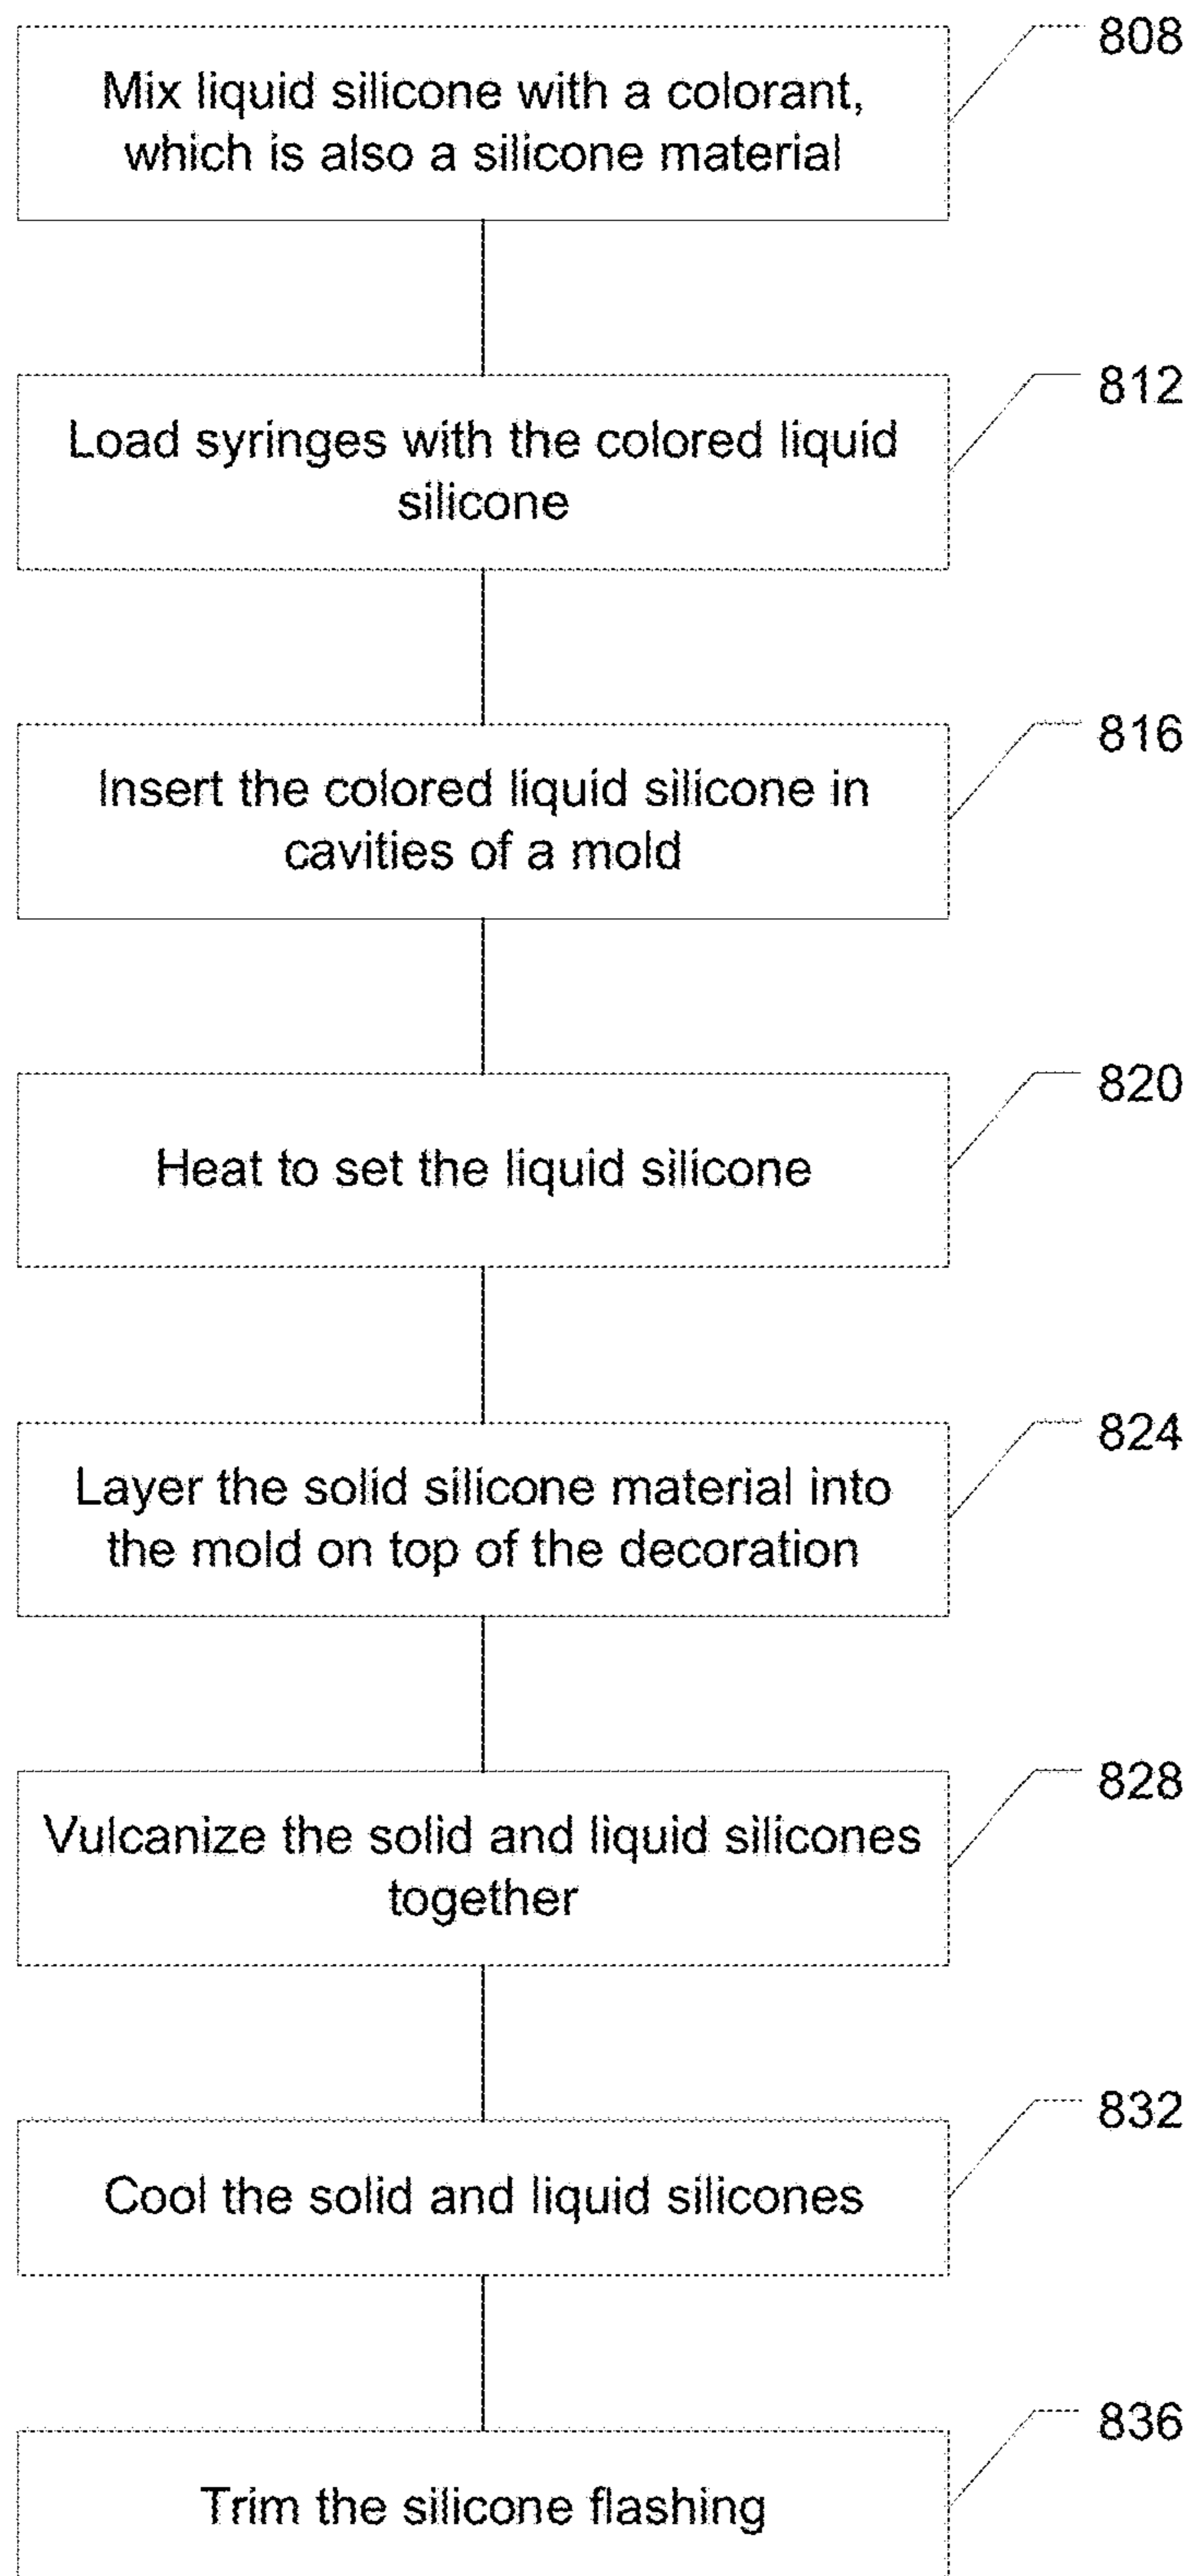 808
Mix liquid silicone with a colorant,
which is also a silicone material
812
Load syringes with the colored liquid
silicone
816
Insert the colored liquid silicone in
cavities of a mold
820
Heat to set the liquid silicone
824
Layer the solid silicone material into
the mold on top of the decoration
828
Vulcanize the solid and liquid silicones
together
832
Cool the solid and liquid silicones
836
Trim the silicone flashing